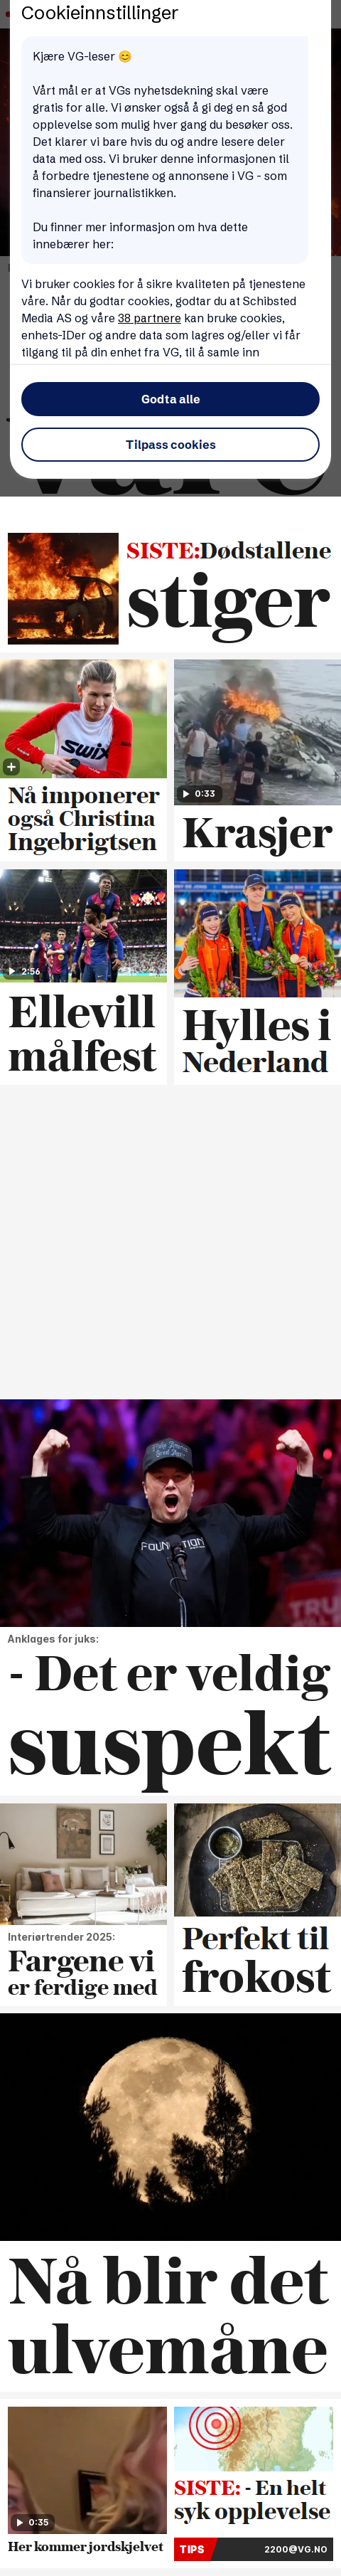 Cookieinnstillinger
Kjære VG-leser 😊
Vårt mål er at VGs nyhetsdekning skal være
gratis for alle. Vi ønsker også å gi deg en så god
opplevelse som mulig hver gang du besøker oss.
Det klarer vi bare hvis du og andre lesere deler
data med oss. Vi bruker denne informasjonen til
å forbedre tjenestene og annonsene i VG - som
finansierer journalistikken.
Du finner mer informasjon om hva dette
innebærer her:
Vi bruker cookies for å sikre kvaliteten på tjenestene
våre. Når du godtar cookies, godtar du at Schibsted
Media AS og våre 38 partnere kan bruke cookies,
enhets-IDer og andre data som lagres og/eller vi får
tilgang til på din enhet fra VG, til å samle inn
Godta alle
Tilpass cookies
SISTE:Dødstallene
stiger
SWIX
Nå imponerer
også Christina
Ingebrigtsen
0:33
Krasjer
2:56
Ellevill
målfest
Hylles i
Nederland
FOUNDATION
Anklages for juks:
- Det er veldig
suspekt
Interiørtrender 2025:
Fargene vi
er ferdige med
Perfekt til
frokost
Nå blir det
ulvemåne
0:35
Her kommer jordskjelvet
SISTE: - En helt
syk opplevelse
TIPS
2200@VG.NO